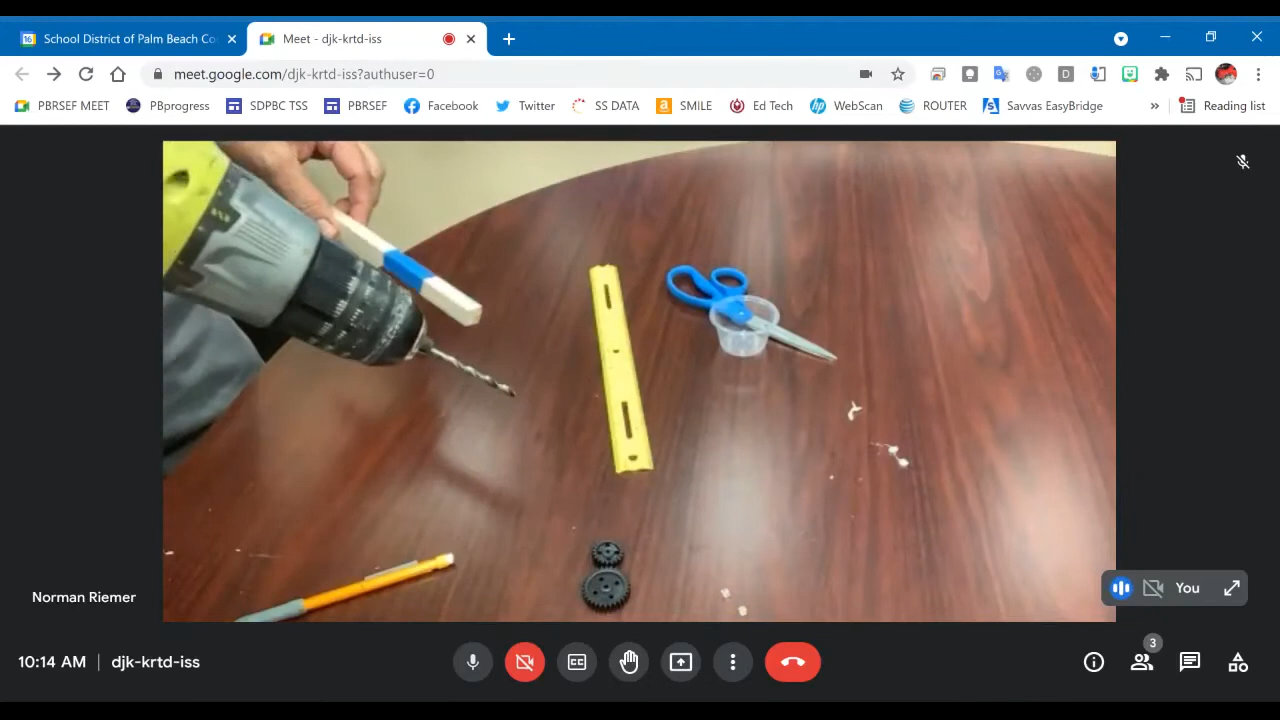 School District of Palm Beach Cou
Meet - djk-krtd-iss
meet.google.com/djk-krtd-iss?authuser=0
PBRSEF MEET PBprogress SDPBC TSS PBRSEF Facebook Twitter SS DATA SMILE Ed Tech WebScan ROUTER Savvas EasyBridge » Reading list
Norman Riemer
You
10:14 AM | djk-krtd-iss
3